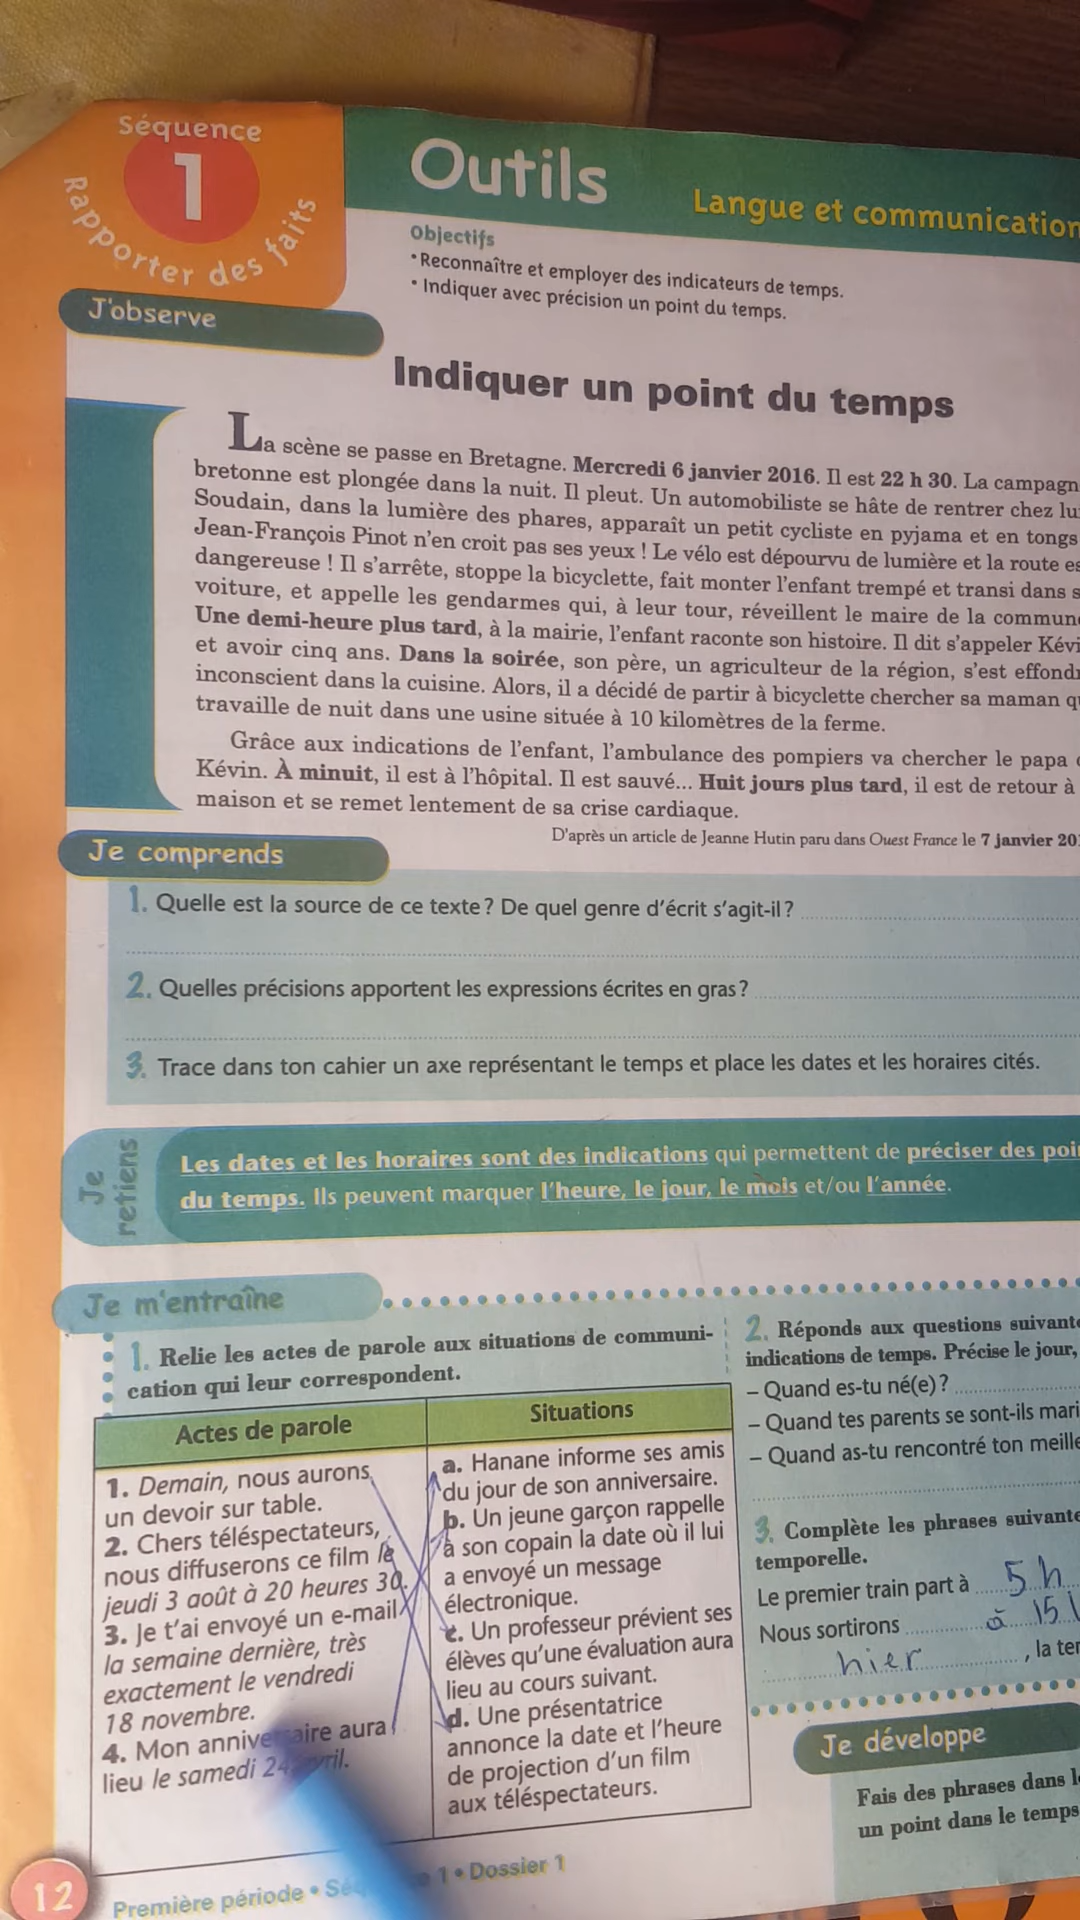 Séquence
1
Rapporter des faits
Outils
Langue et communication
Objectifs
• Reconnaître et employer des indicateurs de temps.
• Indiquer avec précision un point du temps.
J'observe
Indiquer un point du temps
La scène se passe en Bretagne. Mercredi 6 janvier 2016. Il est 22 h 30. La campagn
bretonne est plongée dans la nuit. Il pleut. Un automobiliste se hâte de rentrer chez lu
Soudain, dans la lumière des phares, apparaît un petit cycliste en pyjama et en tongs
Jean-François Pinot n'en croit pas ses yeux ! Le vélo est dépourvu de lumière et la route es
dangereuse ! Il s'arrête, stoppe la bicyclette, fait monter l'enfant trempé et transi dans s
voiture, et appelle les gendarmes qui, à leur tour, réveillent le maire de la commun
Une demi-heure plus tard, à la mairie, l'enfant raconte son histoire. Il dit s'appeler Kévi
et avoir cinq ans. Dans la soirée, son père, un agriculteur de la région, s'est effond
inconscient dans la cuisine. Alors, il a décidé de partir à bicyclette chercher sa maman q
travaille de nuit dans une usine située à 10 kilomètres de la ferme.
Grâce aux indications de l'enfant, l'ambulance des pompiers va chercher le papa
Kévin. À minuit, il est à l'hôpital. Il est sauvé... Huit jours plus tard, il est de retour à
maison et se remet lentement de sa crise cardiaque.
D'après un article de Jeanne Hutin paru dans Ouest France le 7 janvier 20
Je comprends
1. Quelle est la source de ce texte ? De quel genre d'écrit s'agit-il ?
2. Quelles précisions apportent les expressions écrites en gras ?
3. Trace dans ton cahier un axe représentant le temps et place les dates et les horaires cités.
Je retiens
Les dates et les horaires sont des indications qui permettent de préciser des poi
du temps. Ils peuvent marquer l'heure, le jour, le mois et/ou l'année.
Je m'entraîne
1. Relie les actes de parole aux situations de communi-
cation qui leur correspondent.
Actes de parole
1. Demain, nous aurons
un devoir sur table.
2. Chers téléspectateurs,
nous diffuserons ce film le
jeudi 3 août à 20 heures 30.
3. Je t'ai envoyé un e-mail
la semaine dernière, très
exactement le vendredi
18 novembre.
4. Mon anniversaire aura
lieu le samedi 24 avril.
Situations
a. Hanane informe ses amis
du jour de son anniversaire.
b. Un jeune garçon rappelle
à son copain la date où il lui
a envoyé un message
électronique.
c. Un professeur prévient ses
élèves qu'une évaluation aura
lieu au cours suivant.
d. Une présentatrice
annonce la date et l'heure
de projection d'un film
aux téléspectateurs.
2. Réponds aux questions suivant
indications de temps. Précise le jour,
– Quand es-tu né(e) ?
– Quand tes parents se sont-ils mari
– Quand as-tu rencontré ton meille
3. Complète les phrases suivante
temporelle.
Le premier train part à 5 h
Nous sortirons à 15
hier , la ter
Je développe
Fais des phrases dans l
un point dans le temps
12
Première période • 1 • Dossier 1